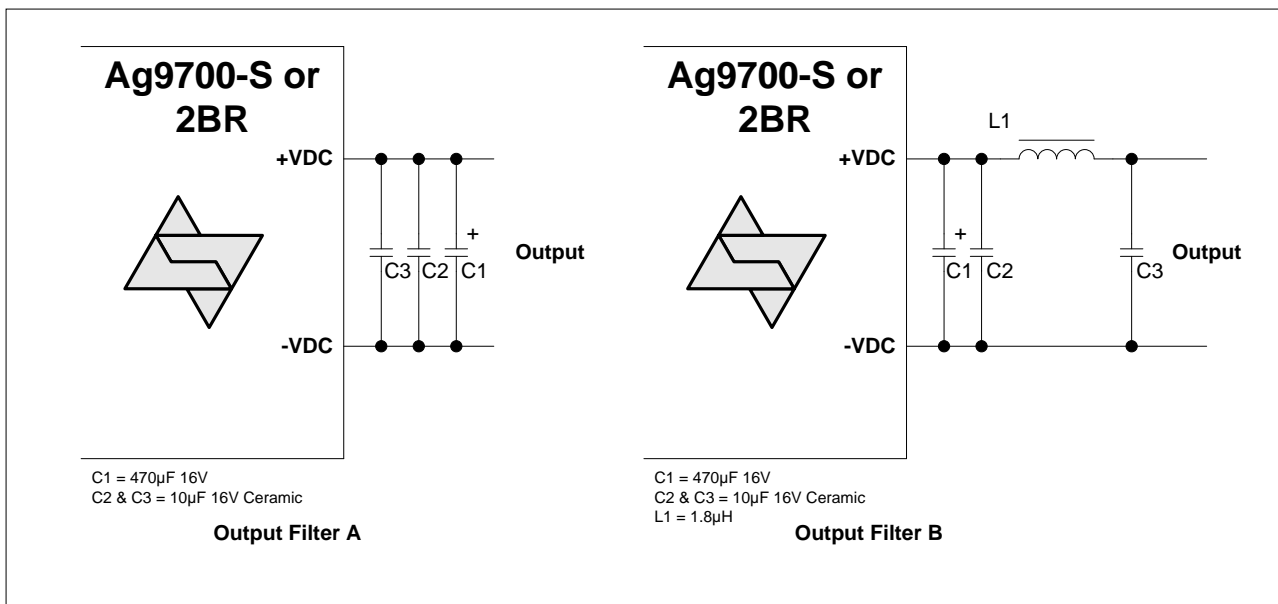 Ag9700-S or
2BR
+VDC
C3
C2
+
C1
Output
-VDC
C1 = 470µF 16V
C2 & C3 = 10µF 16V Ceramic
Output Filter A
Ag9700-S or
2BR
L1
+VDC
+
C1
C2
C3
Output
-VDC
C1 = 470µF 16V
C2 & C3 = 10µF 16V Ceramic
L1 = 1.8µH
Output Filter B